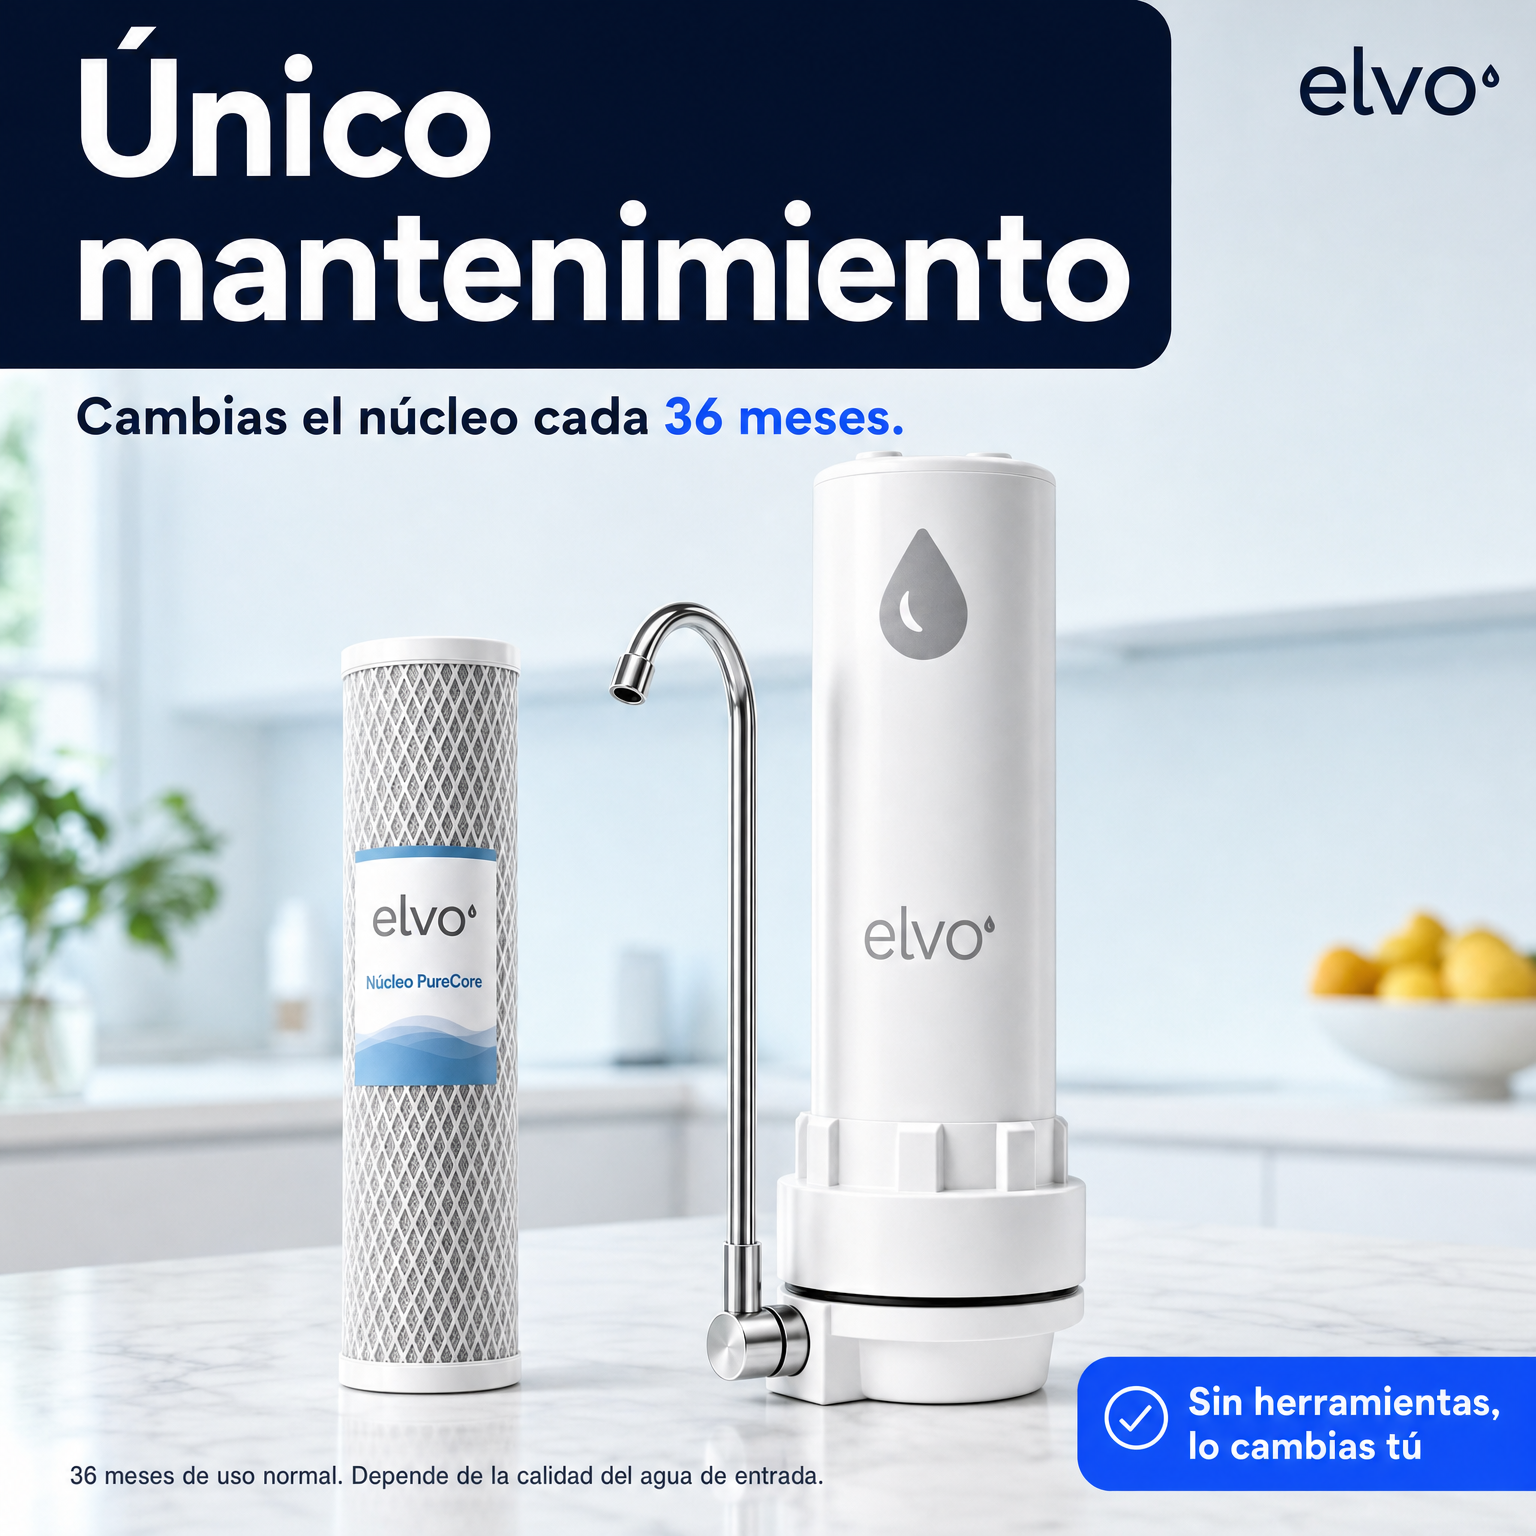 Único
mantenimiento
elvo
Cambias el núcleo cada 36 meses.
elvo
Núcleo PureCore
elvo
Sin herramientas,
lo cambias tú
36 meses de uso normal. Depende de la calidad del agua de entrada.